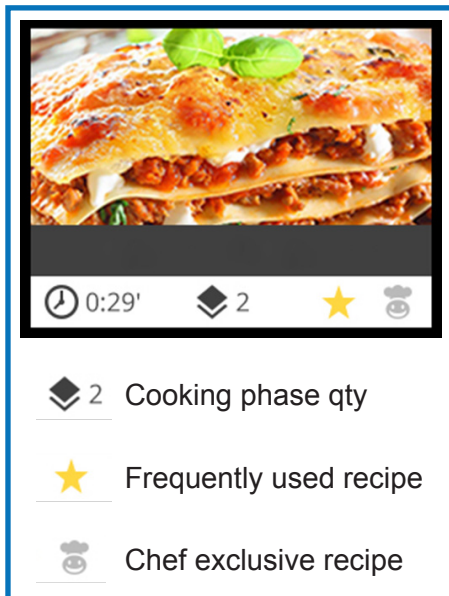 0:29' 2
2 Cooking phase qty
Frequently used recipe
Chef exclusive recipe